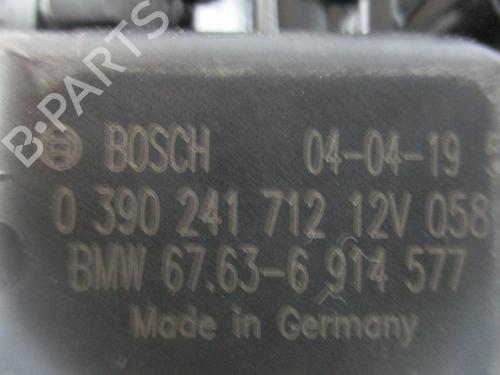 B-PARTS
BOSCH 04-04-19
0 390 241 712 12V 058
BMW 67.63-6 914 577
Made in Germany